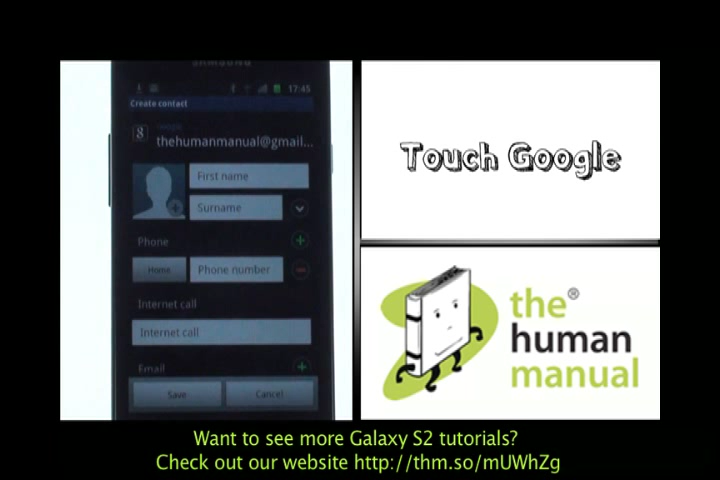 SAMSUNG
17:45
Create contact
Google
thehumanmanual@gmail...
First name
Surname
Phone
Home
Phone number
Internet call
Internet call
Email
Save
Cancel
Touch Google
the®
human
manual
Want to see more Galaxy S2 tutorials?
Check out our website http://thm.so/mUWhZg